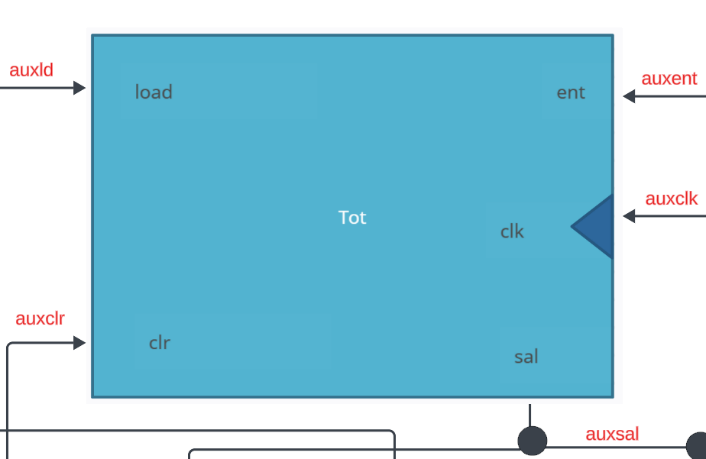 auxld
load
ent
auxent
auxclk
Tot
clk
auxclr
clr
sal
auxsal